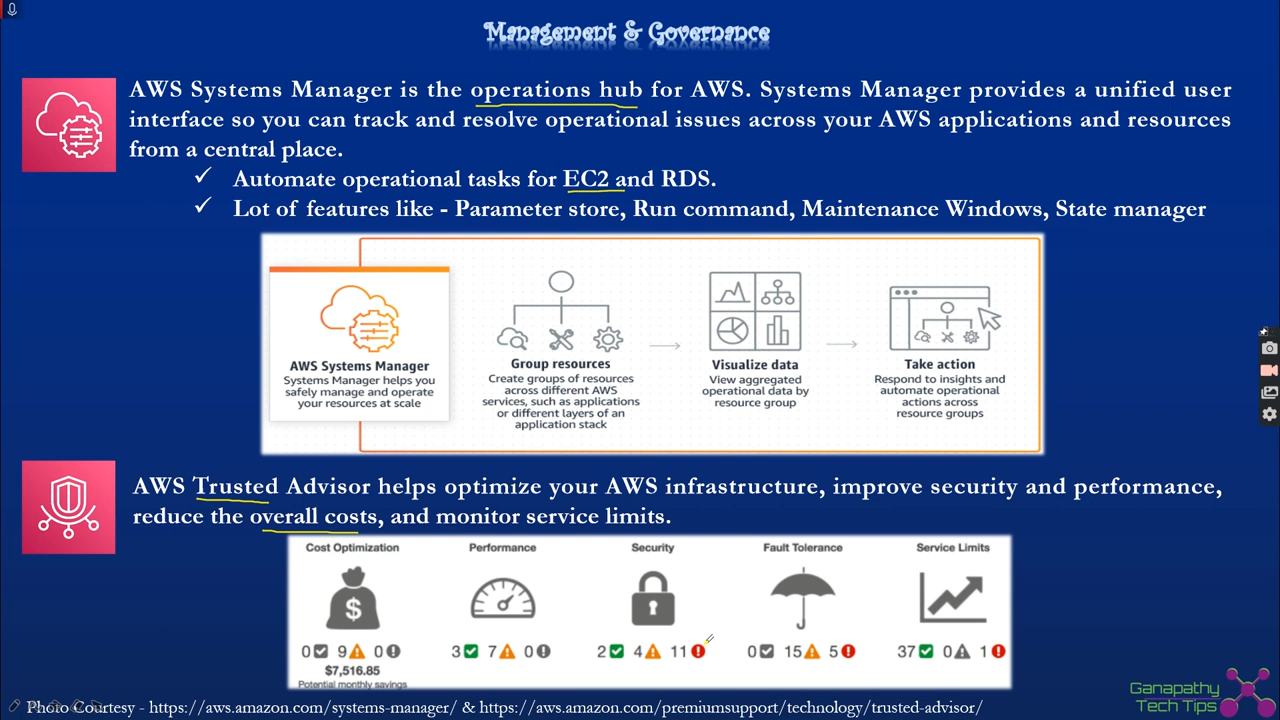 Management & Governance
AWS Systems Manager is the operations hub for AWS. Systems Manager provides a unified user
interface so you can track and resolve operational issues across your AWS applications and resources
from a central place.
✓ Automate operational tasks for EC2 and RDS.
✓ Lot of features like - Parameter store, Run command, Maintenance Windows, State manager
AWS Systems Manager
Systems Manager helps you
safely manage and operate
your resources at scale
Group resources
Create groups of resources
across different AWS
services, such as applications
or different layers of an
application stack
Visualize data
View aggregated
operational data by
resource group
Take action
Respond to insights and
automate operational
actions across
resource groups
AWS Trusted Advisor helps optimize your AWS infrastructure, improve security and performance,
reduce the overall costs, and monitor service limits.
Cost Optimization
$
0 9 0
$7,516.85
Potential monthly savings
Performance
3 7 0
Security
2 4 11
Fault Tolerance
0 15 5
Service Limits
37 0 1
Photo Courtesy - https://aws.amazon.com/systems-manager/ & https://aws.amazon.com/premiumsupport/technology/trusted-advisor/
Ganapathy
Tech Tips